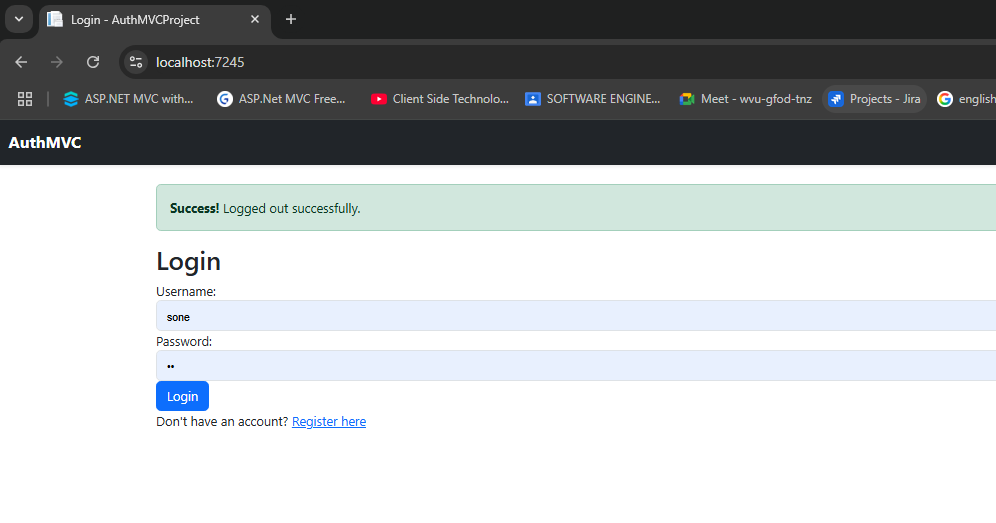 Login - AuthMVCProject
localhost:7245
ASP.NET MVC with... ASP.Net MVC Free... Client Side Technolo... SOFTWARE ENGINE... Meet - wvu-gfod-tnz Projects - Jira english
AuthMVC
Success! Logged out successfully.
Login
Username:
sone
Password:
••
Login
Don't have an account? Register here